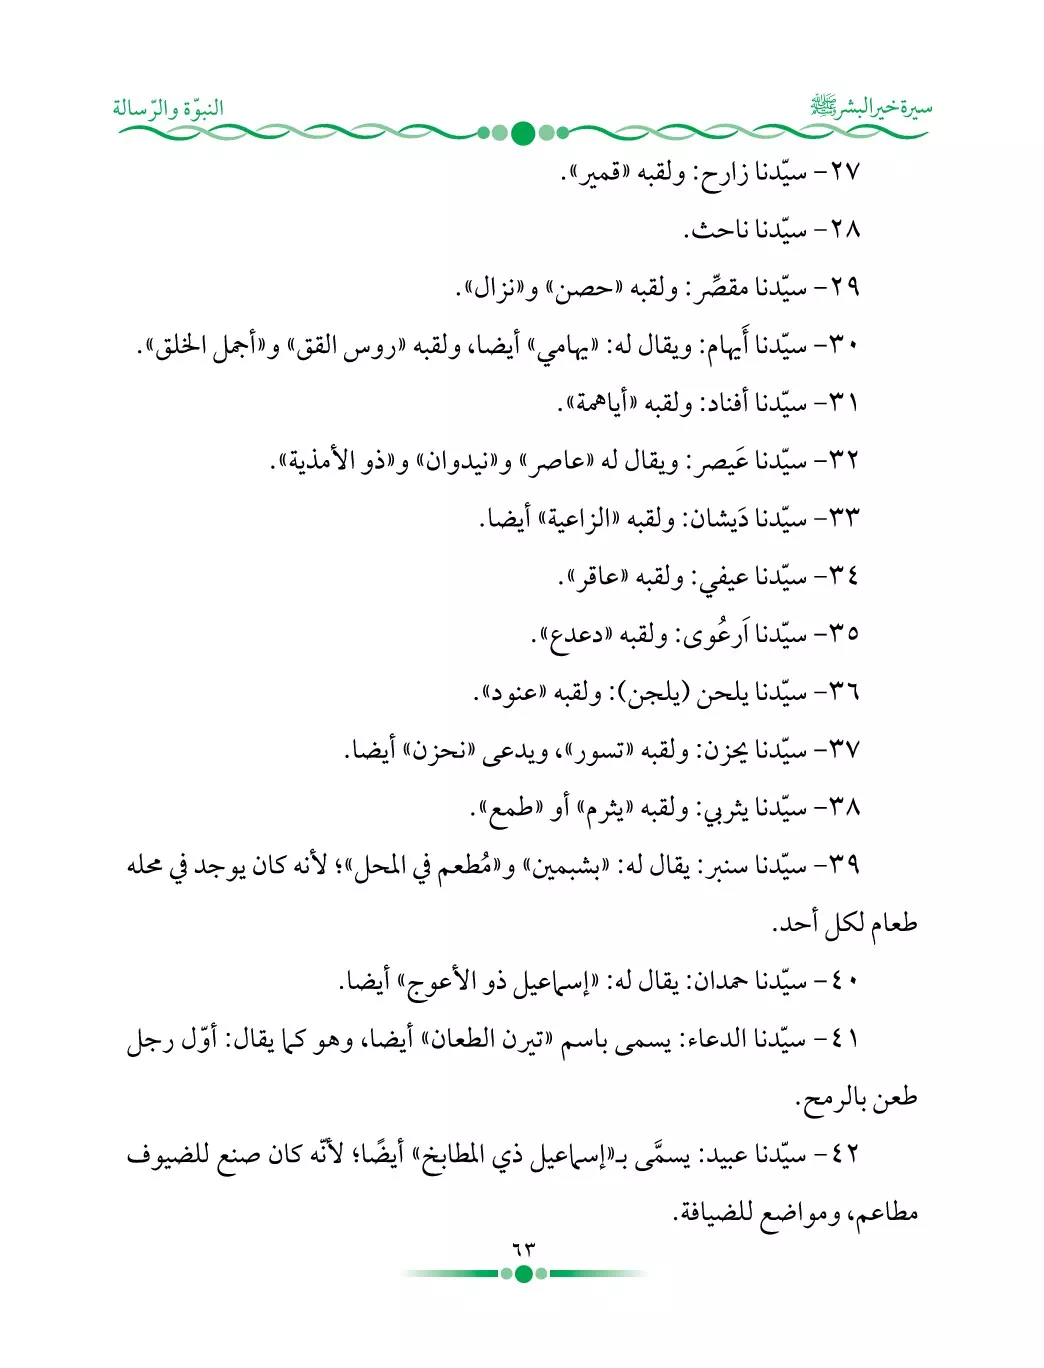 سيرة خير البشر ﷺ
النبوّة والرّسالة
٢٧- سيّدنا زارح: ولقبه «قمير».
٢٨- سيّدنا ناحث.
٢٩- سيّدنا مقصِّر: ولقبه «حصن» و«نزال».
٣٠- سيّدنا أَيهام: ويقال له: «يهامي» أيضا، ولقبه «روس القق» و«أجمل الخلق».
٣١- سيّدنا أفناد: ولقبه «أياهمة».
٣٢- سيّدنا عَيصر: ويقال له «عاصر» و«نيدوان» و«ذو الأمذية».
٣٣- سيّدنا دَيشان: ولقبه «الزاعية» أيضا.
٣٤- سيّدنا عيفي: ولقبه «عاقر».
٣٥- سيّدنا اَرعُوى: ولقبه «دعدع».
٣٦- سيّدنا يلحن (يلجن): ولقبه «عنود».
٣٧- سيّدنا يحزن: ولقبه «تسور»، ويدعى «نحزن» أيضا.
٣٨- سيّدنا يثربي: ولقبه «يثرم» أو «طمع».
٣٩- سيّدنا سنبر: يقال له: «بشبمين» و«مُطعم في المحل»؛ لأنه كان يوجد في محله
طعام لكل أحد.
٤٠- سيّدنا حمدان: يقال له: «إسماعيل ذو الأعوج» أيضا.
٤١- سيّدنا الدعاء: يسمى باسم «تيرن الطعان» أيضا، وهو كما يقال: أوّل رجل
طعن بالرمح.
٤٢- سيّدنا عبيد: يسمَّى بـ«إسماعيل ذي المطابخ» أيضًا؛ لأنّه كان صنع للضيوف
مطاعم، ومواضع للضيافة.
٦٣